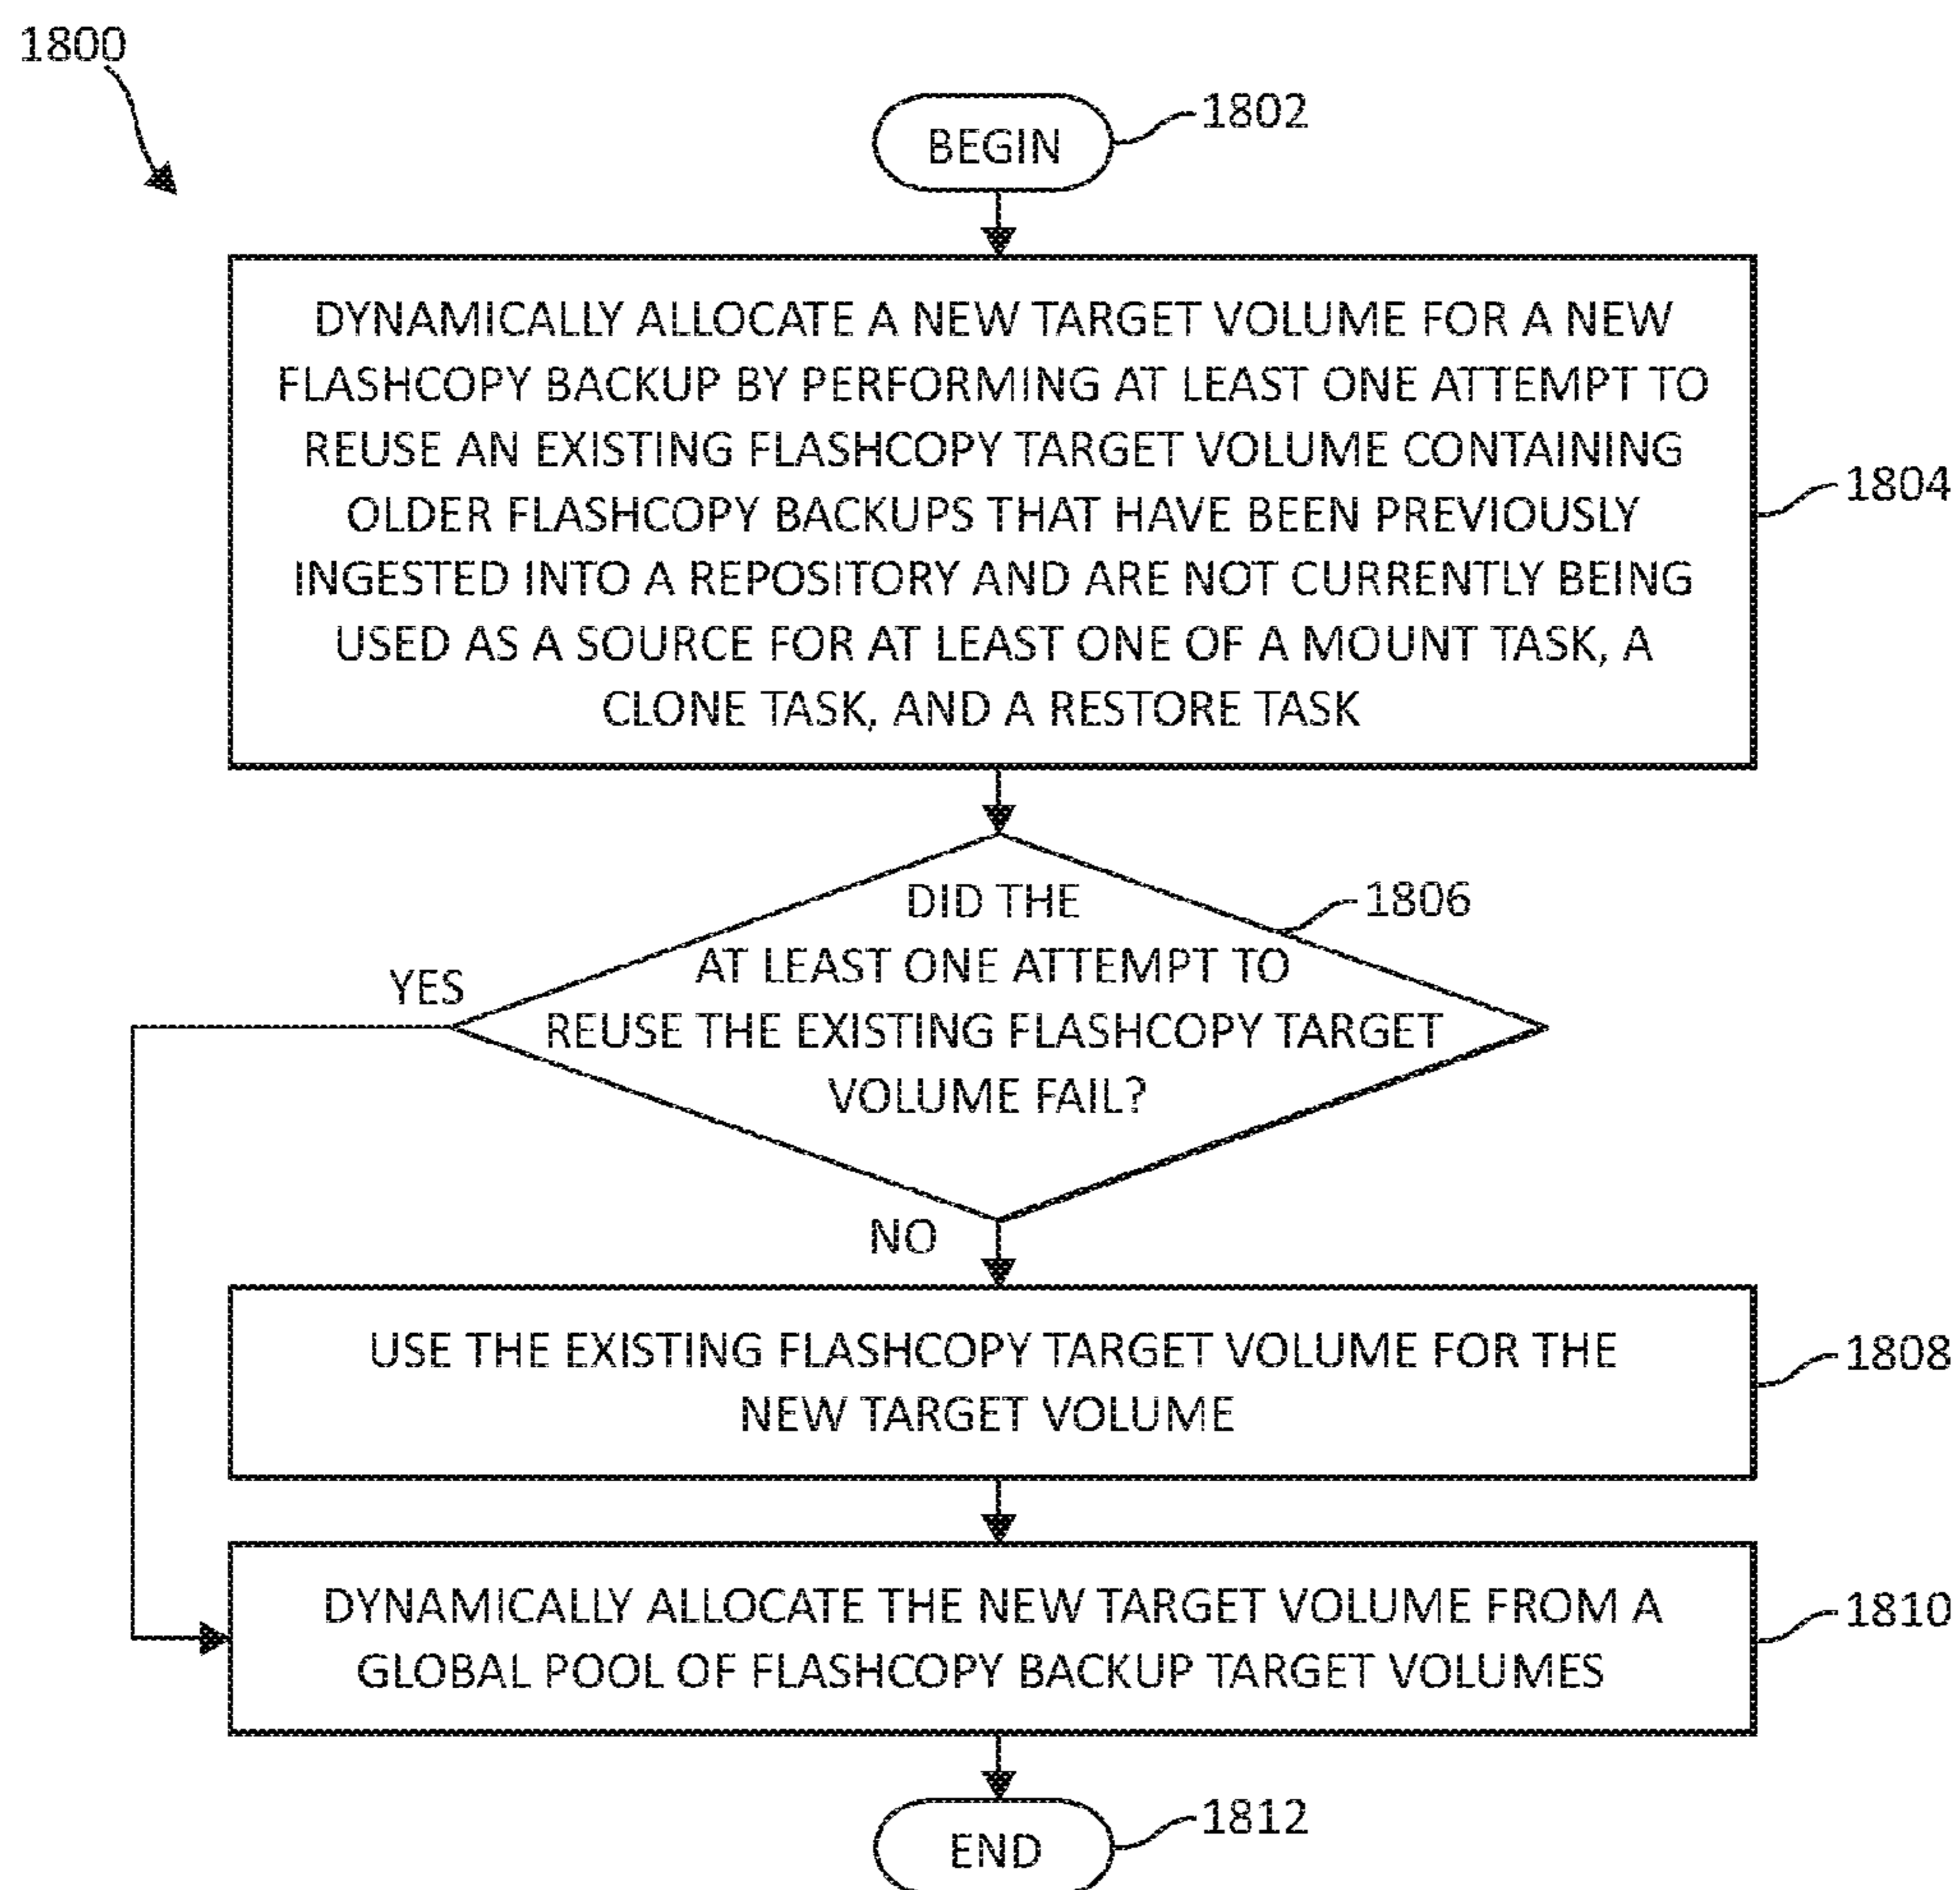 1800
BEGIN
1802
DYNAMICALLY ALLOCATE A NEW TARGET VOLUME FOR A NEW
FLASHCOPY BACKUP BY PERFORMING AT LEAST ONE ATTEMPT TO
REUSE AN EXISTING FLASHCOPY TARGET VOLUME CONTAINING
OLDER FLASHCOPY BACKUPS THAT HAVE BEEN PREVIOUSLY
INGESTED INTO A REPOSITORY AND ARE NOT CURRENTLY BEING
USED AS A SOURCE FOR AT LEAST ONE OF A MOUNT TASK, A
CLONE TASK, AND A RESTORE TASK
1804
DID THE
AT LEAST ONE ATTEMPT TO
REUSE THE EXISTING FLASHCOPY TARGET
VOLUME FAIL?
1806
YES
NO
USE THE EXISTING FLASHCOPY TARGET VOLUME FOR THE
NEW TARGET VOLUME
1808
DYNAMICALLY ALLOCATE THE NEW TARGET VOLUME FROM A
GLOBAL POOL OF FLASHCOPY BACKUP TARGET VOLUMES
1810
END
1812